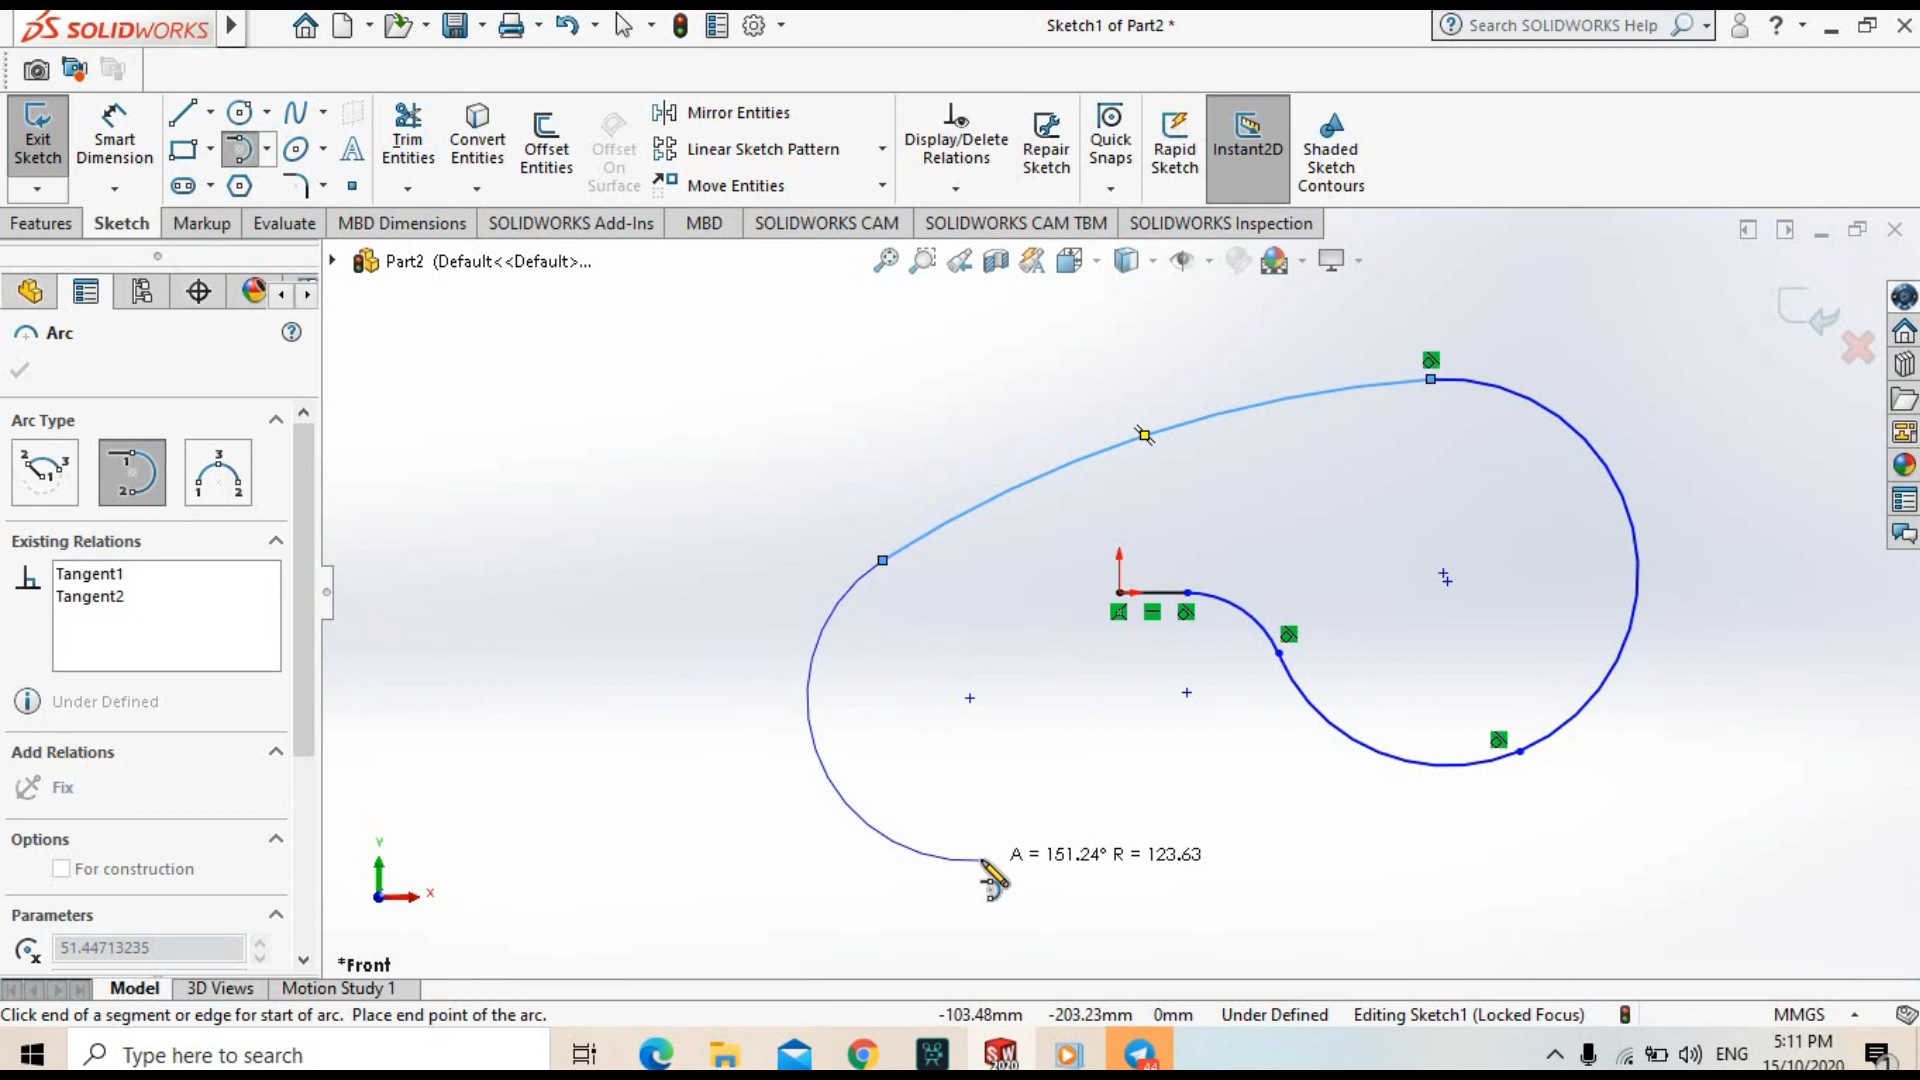 SOLIDWORKS
Sketch1 of Part2 *
Search SOLIDWORKS Help
?
Exit Sketch
Smart Dimension
Trim Entities
Convert Entities
Offset Entities
Offset On Surface
Mirror Entities
Linear Sketch Pattern
Move Entities
Display/Delete Relations
Repair Sketch
Quick Snaps
Rapid Sketch
Instant2D
Shaded Sketch Contours
Features
Sketch
Markup
Evaluate
MBD Dimensions
SOLIDWORKS Add-Ins
MBD
SOLIDWORKS CAM
SOLIDWORKS CAM TBM
SOLIDWORKS Inspection
Part2 (Default<<Default>...
Arc
Arc Type
Existing Relations
Tangent1
Tangent2
Under Defined
Add Relations
Fix
Options
For construction
Parameters
51.44713235
A = 151.24° R = 123.63
Y
X
*Front
Model
3D Views
Motion Study 1
Click end of a segment or edge for start of arc. Place end point of the arc.
-103.48mm
-203.23mm
0mm
Under Defined
Editing Sketch1 (Locked Focus)
MMGS
Type here to search
SW 2020
44
ENG
5:11 PM
15/10/2020
1